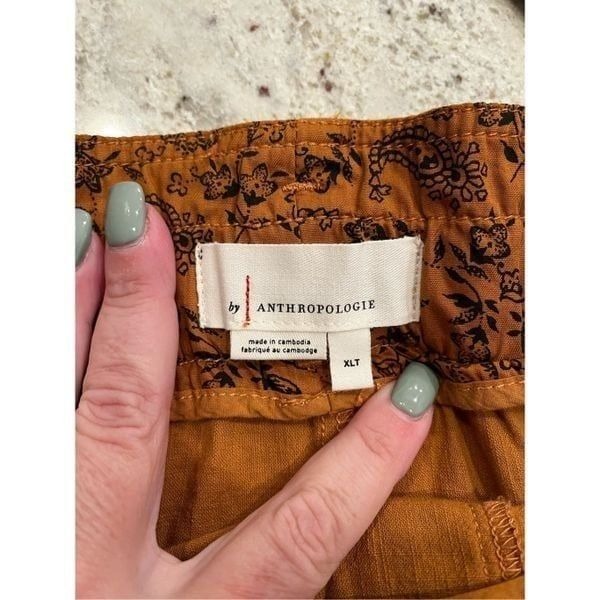 by ANTHROPOLOGIE
made in cambodia
fabriqué au cambodge
XLT